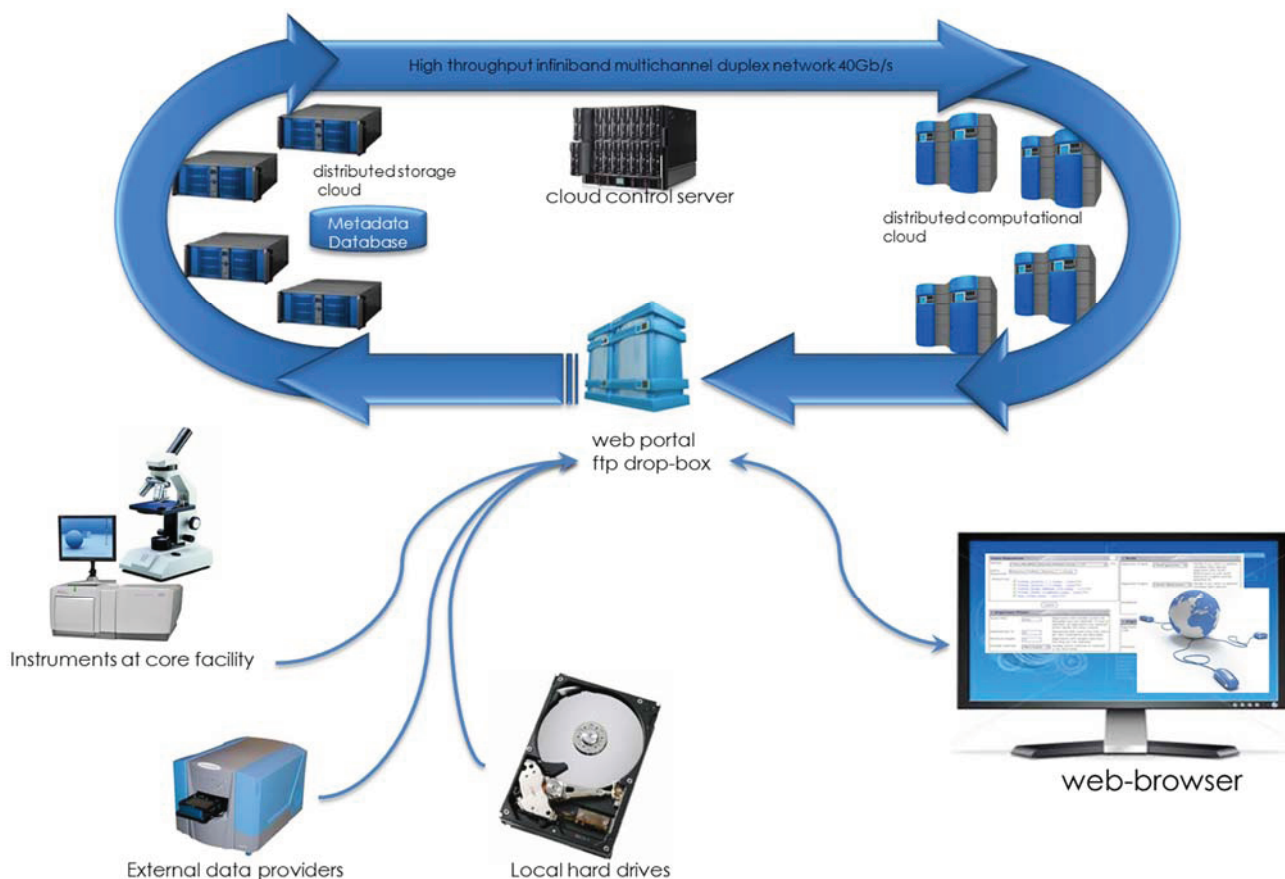 High throughput infiniband multichannel duplex network 40Gb/s
distributed storage
cloud
Metadata
Database
cloud control server
distributed computational
cloud
web portal
ftp drop-box
Instruments at core facility
External data providers
Local hard drives
web-browser